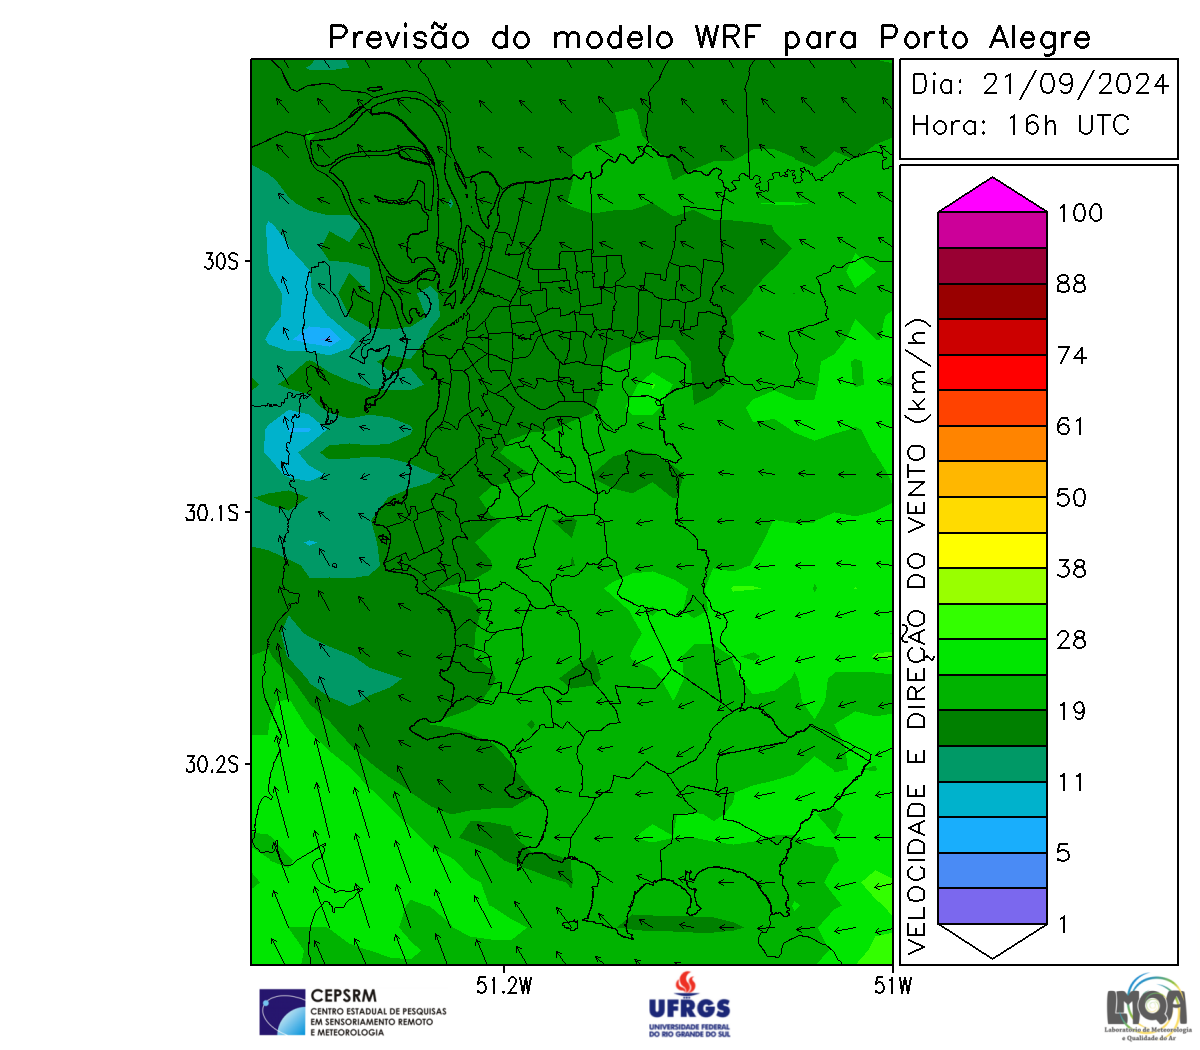 Previsão do modelo WRF para Porto Alegre
Dia: 21/09/2024
Hora: 16h UTC
30S
30.1S
30.2S
51.2W
51W
VELOCIDADE E DIREÇÃO DO VENTO (km/h)
100
88
74
61
50
38
28
19
11
5
1
CEPSRM
CENTRO ESTADUAL DE PESQUISAS
EM SENSORIAMENTO REMOTO
E METEOROLOGIA
UFRGS
UNIVERSIDADE FEDERAL
DO RIO GRANDE DO SUL
LMQA
Laboratório de Meteorologia
e Qualidade do Ar